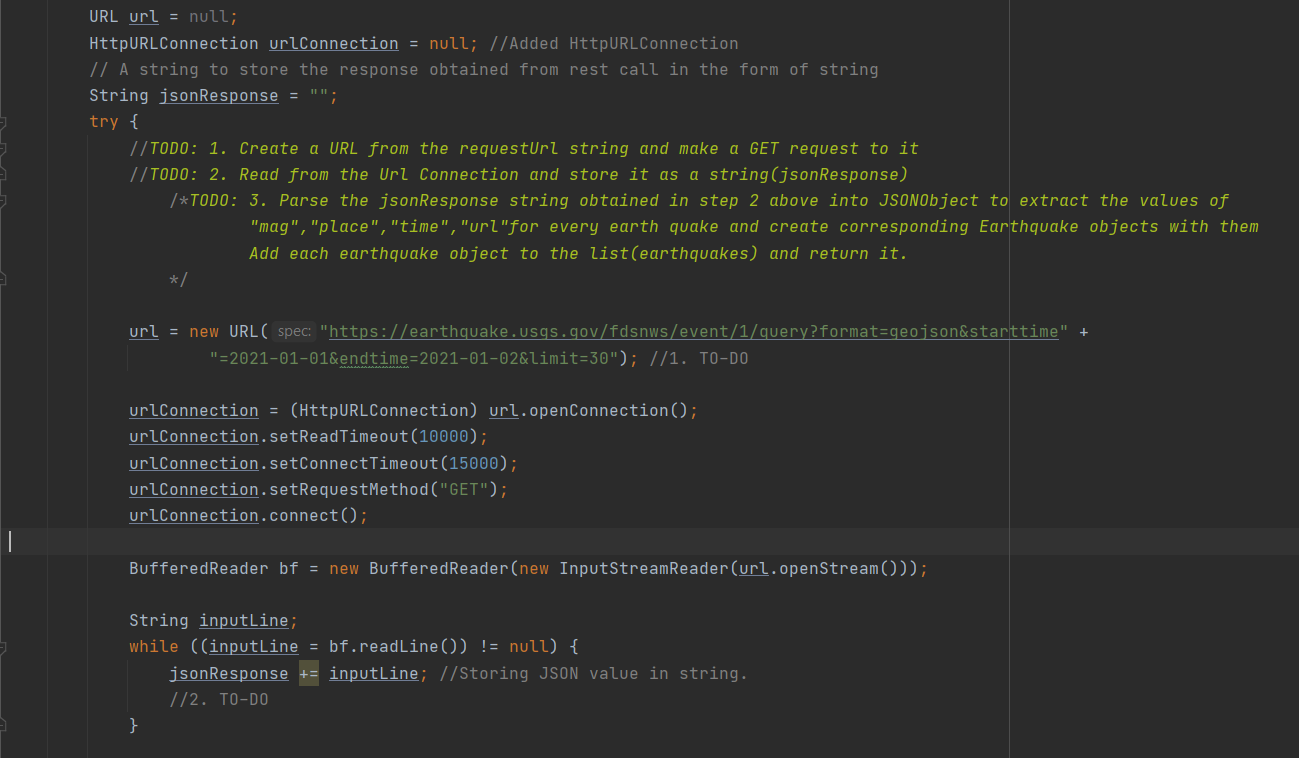 URL url = null;
HttpURLConnection urlConnection = null; //Added HttpURLConnection
// A string to store the response obtained from rest call in the form of string
String jsonResponse = "";
try {
//TODO: 1. Create a URL from the requestUrl string and make a GET request to it
//TODO: 2. Read from the Url Connection and store it as a string(jsonResponse)
/*TODO: 3. Parse the jsonResponse string obtained in step 2 above into JSONObject to extract the values of
"mag","place","time","url"for every earth quake and create corresponding Earthquake objects with them
Add each earthquake object to the list(earthquakes) and return it.
*/
url = new URL( spec: "https://earthquake.usgs.gov/fdsnws/event/1/query?format=geojson&starttime" +
"=2021-01-01&endtime=2021-01-02&limit=30"); //1. TO-DO
urlConnection = (HttpURLConnection) url.openConnection();
urlConnection.setReadTimeout(10000);
urlConnection.setConnectTimeout(15000);
urlConnection.setRequestMethod("GET");
urlConnection.connect();
BufferedReader bf = new BufferedReader(new InputStreamReader(url.openStream()));
String inputLine;
while ((inputLine = bf.readLine()) != null) {
jsonResponse += inputLine; //Storing JSON value in string.
//2. TO-DO
}